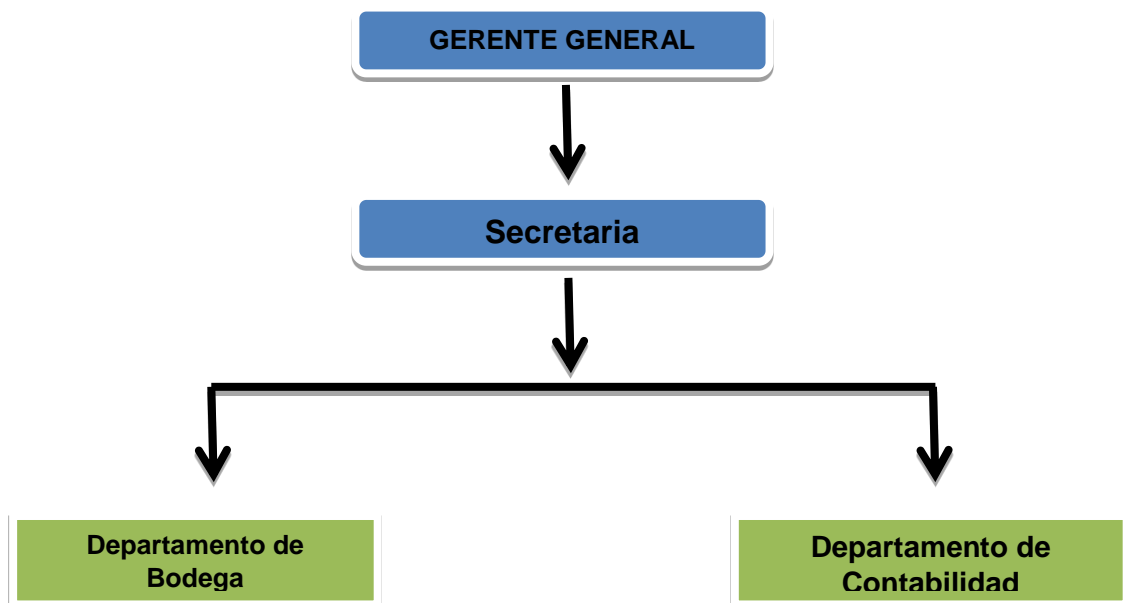 GERENTE GENERAL
Secretaria
Departamento de
Bodega
Departamento de
Contabilidad